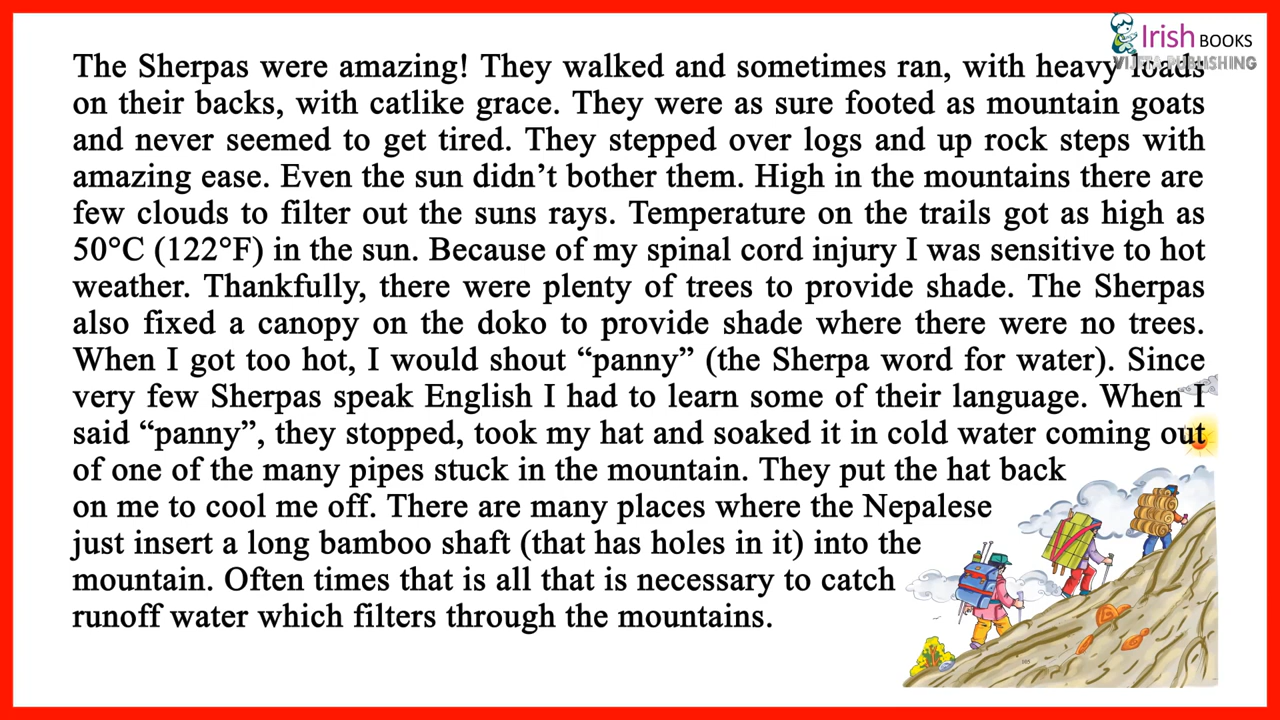 Irish BOOKS
VIJETA PUBLISHING
The Sherpas were amazing! They walked and sometimes ran, with heavy loads
on their backs, with catlike grace. They were as sure footed as mountain goats
and never seemed to get tired. They stepped over logs and up rock steps with
amazing ease. Even the sun didn’t bother them. High in the mountains there are
few clouds to filter out the suns rays. Temperature on the trails got as high as
50°C (122°F) in the sun. Because of my spinal cord injury I was sensitive to hot
weather. Thankfully, there were plenty of trees to provide shade. The Sherpas
also fixed a canopy on the doko to provide shade where there were no trees.
When I got too hot, I would shout “panny” (the Sherpa word for water). Since
very few Sherpas speak English I had to learn some of their language. When I
said “panny”, they stopped, took my hat and soaked it in cold water coming out
of one of the many pipes stuck in the mountain. They put the hat back
on me to cool me off. There are many places where the Nepalese
just insert a long bamboo shaft (that has holes in it) into the
mountain. Often times that is all that is necessary to catch
runoff water which filters through the mountains.